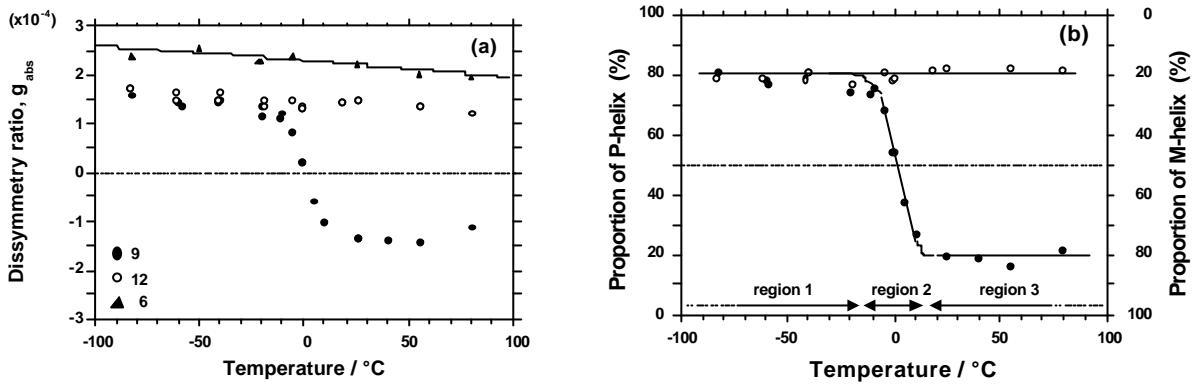 (x10⁻⁴)
3
2
1
0
-1
-2
-3
Dissymmetry ratio, g abs
(a)
9
12
6
-100
-50
0
50
100
Temperature / °C
100
80
60
40
20
0
Proportion of P-helix (%)
(b)
region 1
region 2
region 3
0
20
40
60
80
100
Proportion of M-helix (%)
-100
-50
0
50
100
Temperature / °C